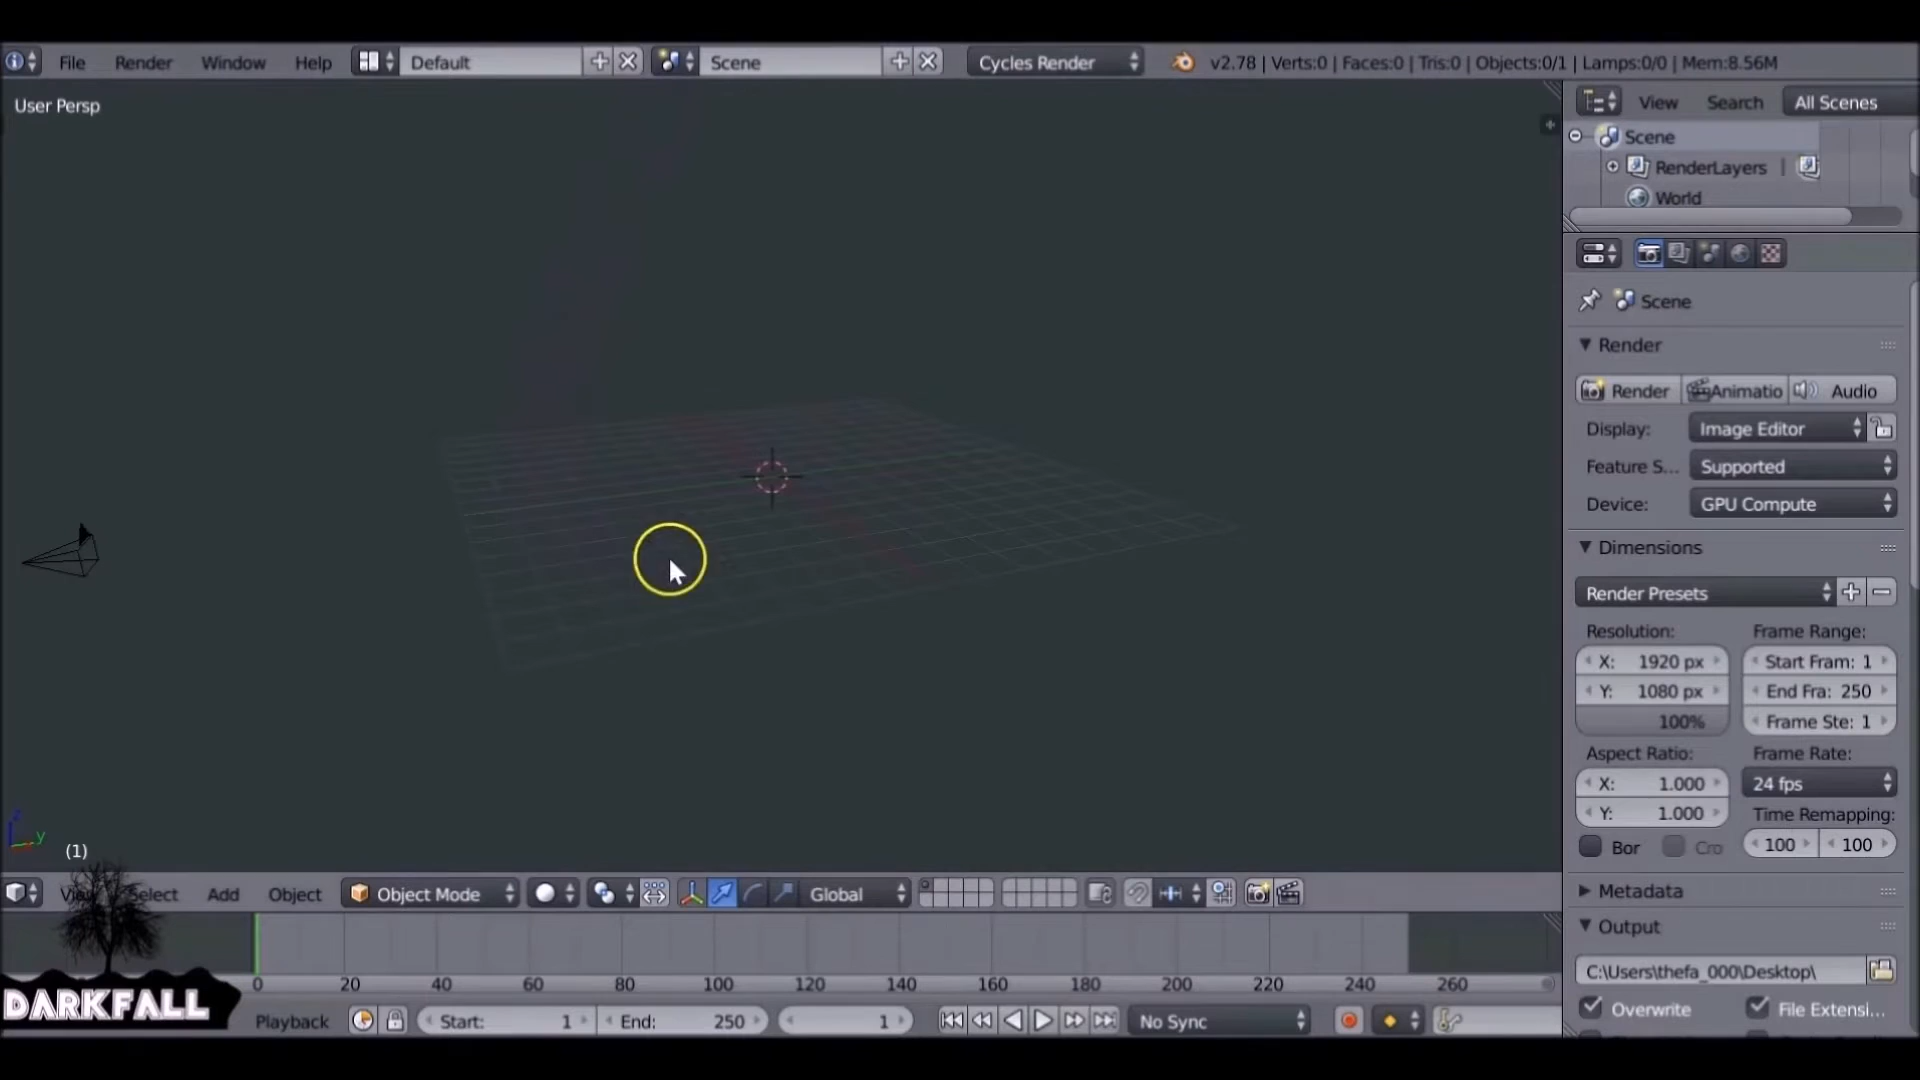 File Render Window Help Default Scene Cycles Render v2.78 | Verts:0 | Faces:0 | Tris:0 | Objects:0/1 | Lamps:0/0 | Mem:8.56M
User Persp
View Search All Scenes
Scene
RenderLayers
World
Scene
Render
Render Animatio Audio
Display: Image Editor
Feature S... Supported
Device: GPU Compute
Dimensions
Render Presets
Resolution: Frame Range:
X: 1920 px Start Fram: 1
Y: 1080 px End Fra: 250
100% Frame Ste: 1
Aspect Ratio: Frame Rate:
X: 1.000 24 fps
Y: 1.000 Time Remapping:
Bor Cro 100 100
Metadata
Output
C:\Users\thefa_000\Desktop\
Overwrite File Extensi...
z
y
(1)
View Select Add Object Object Mode Global
0 20 40 60 80 100 120 140 160 180 200 220 240 260
DARKFALL
Playback Start: 1 End: 250 1 No Sync